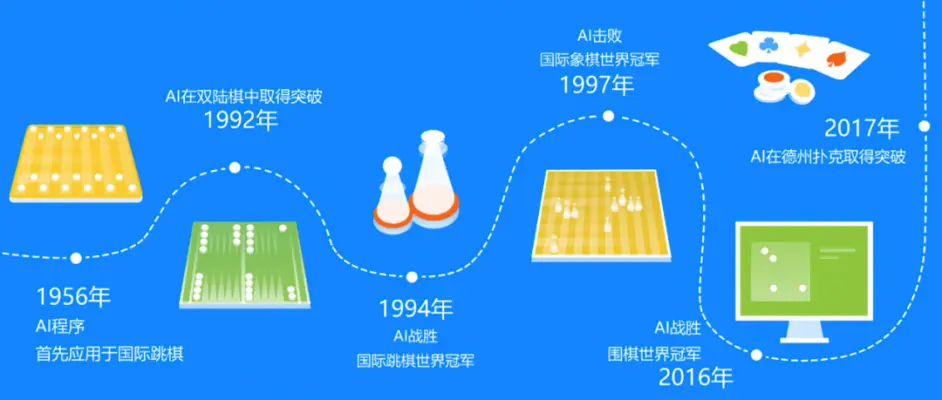 1956年
AI程序
首先应用于国际跳棋
AI在双陆棋中取得突破
1992年
1994年
AI战胜
国际跳棋世界冠军
AI击败
国际象棋世界冠军
1997年
AI战胜
围棋世界冠军
2016年
2017年
AI在德州扑克取得突破